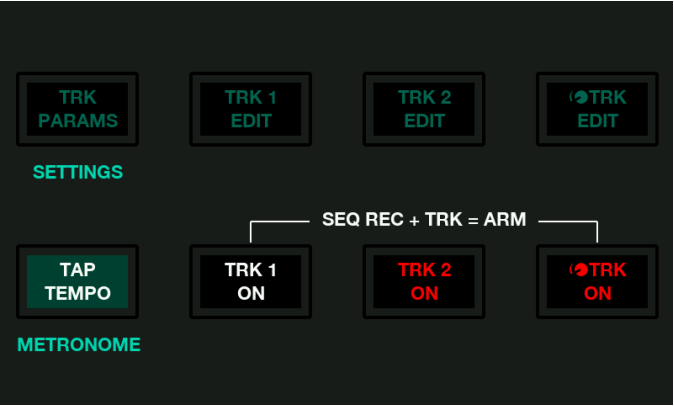 TRK
PARAMS
TRK 1
EDIT
TRK 2
EDIT
TRK
EDIT
SETTINGS
SEQ REC + TRK = ARM
TAP
TEMPO
TRK 1
ON
TRK 2
ON
TRK
ON
METRONOME